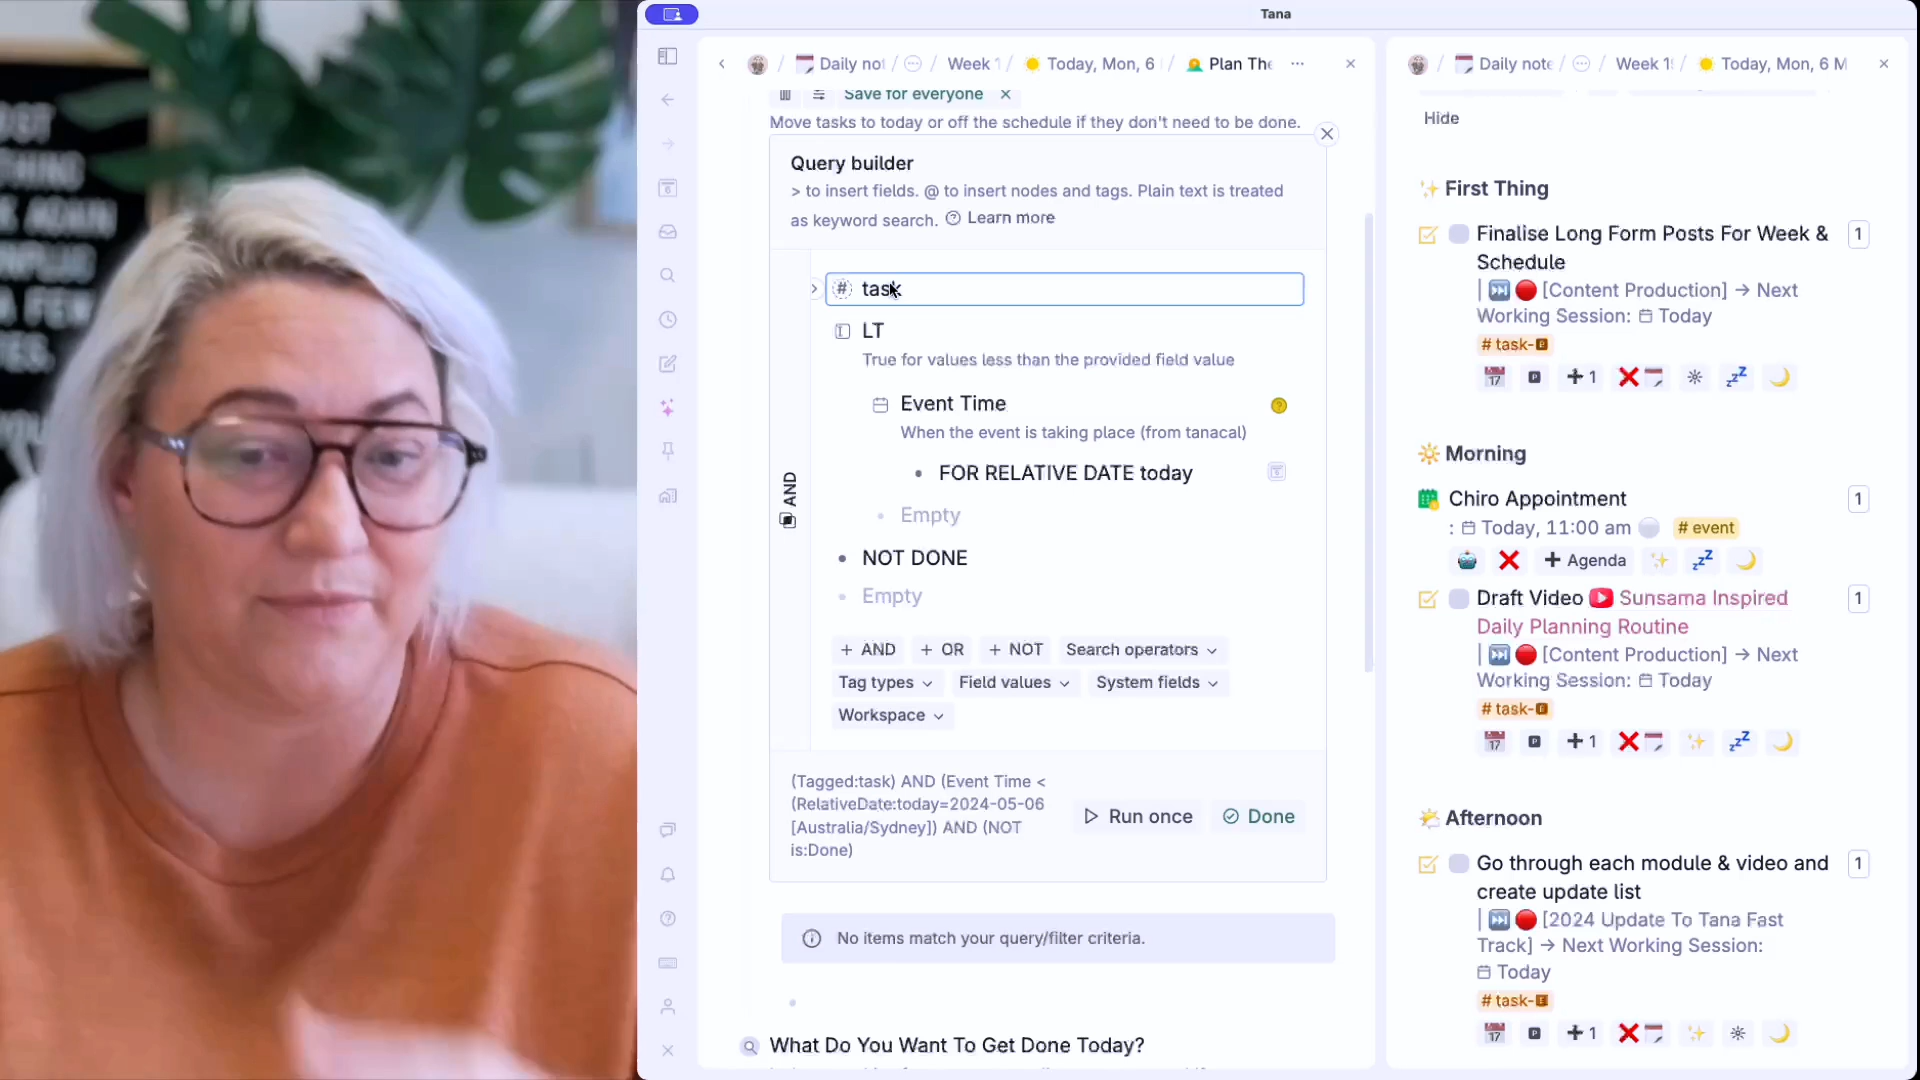 Tana
Daily not / Week 1 / Today, Mon, 6 / Plan The
Save for everyone
Move tasks to today or off the schedule if they don't need to be done.
Query builder
> to insert fields. @ to insert nodes and tags. Plain text is treated
as keyword search. Learn more
AND
# task
LT
True for values less than the provided field value
Event Time
When the event is taking place (from tanacal)
FOR RELATIVE DATE today
Empty
NOT DONE
Empty
+ AND + OR + NOT Search operators
Tag types Field values System fields
Workspace
(Tagged:task) AND (Event Time <
(RelativeDate:today=2024-05-06
[Australia/Sydney]) AND (NOT
is:Done)
Run once Done
No items match your query/filter criteria.
What Do You Want To Get Done Today?
Daily note / Week 1 / Today, Mon, 6 M
Hide
First Thing
Finalise Long Form Posts For Week & 1
Schedule
| [Content Production] → Next
Working Session: Today
# task-
+ 1
Morning
Chiro Appointment 1
: Today, 11:00 am # event
+ Agenda
Draft Video Sunsama Inspired 1
Daily Planning Routine
| [Content Production] → Next
Working Session: Today
# task-
+ 1
Afternoon
Go through each module & video and 1
create update list
| [2024 Update To Tana Fast
Track] → Next Working Session:
Today
# task-
+ 1